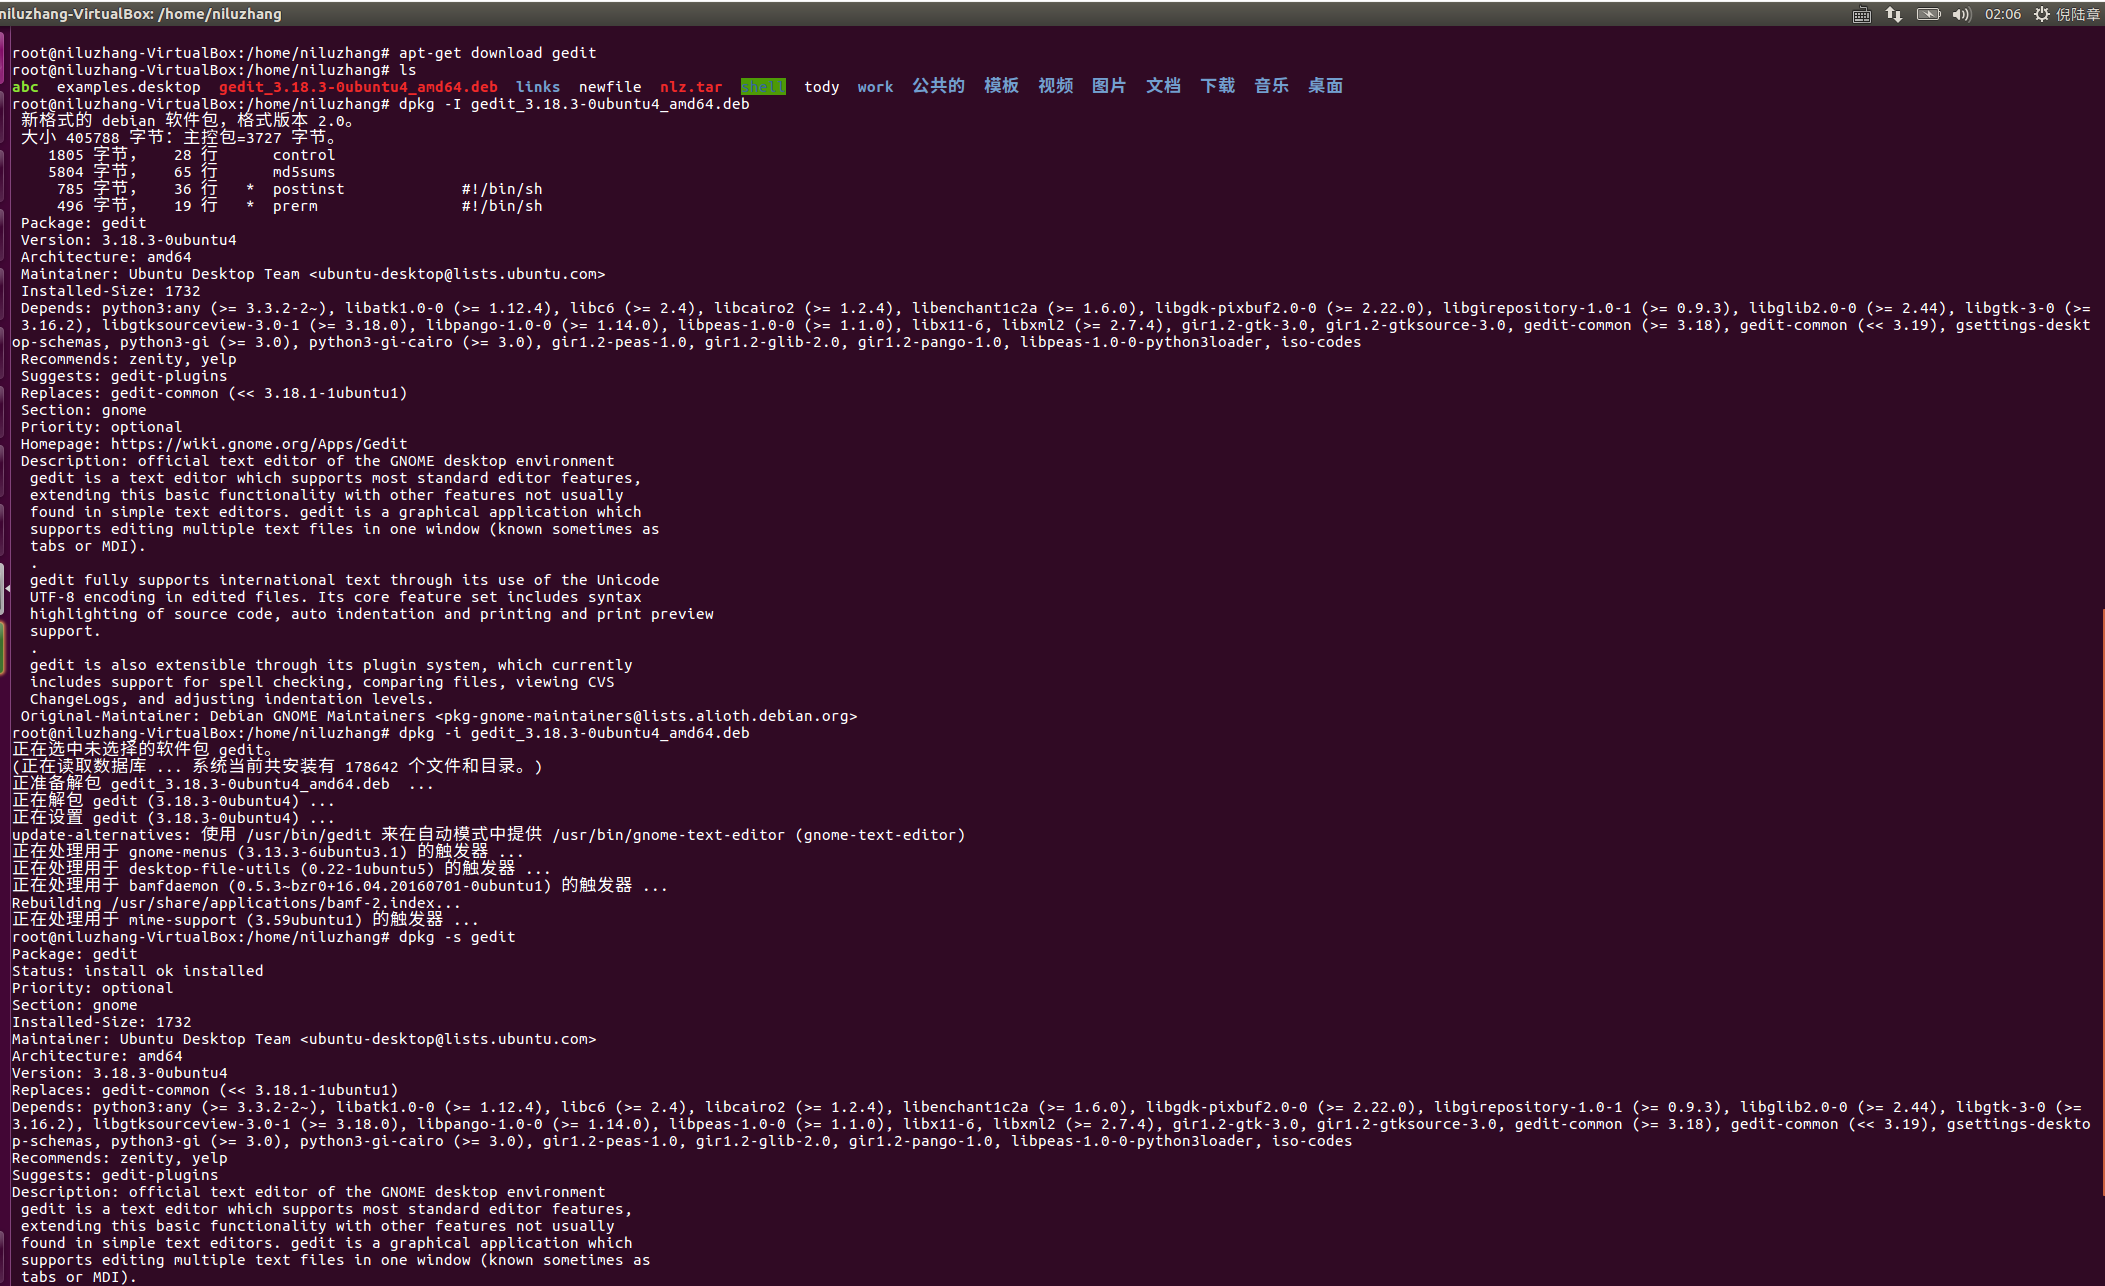 niluzhang-VirtualBox: /home/niluzhang
02:06 倪陆章
root@niluzhang-VirtualBox:/home/niluzhang# apt-get download gedit
root@niluzhang-VirtualBox:/home/niluzhang# ls
abc examples.desktop gedit_3.18.3-0ubuntu4_amd64.deb links newfile nlz.tar shell tody work 公共的 模板 视频 图片 文档 下载 音乐 桌面
root@niluzhang-VirtualBox:/home/niluzhang# dpkg -I gedit_3.18.3-0ubuntu4_amd64.deb
新格式的 debian 软件包，格式版本 2.0。
大小 405788 字节：主控包=3727 字节。
1805 字节， 28 行 control
5804 字节， 65 行 md5sums
785 字节， 36 行 * postinst #!/bin/sh
496 字节， 19 行 * prerm #!/bin/sh
Package: gedit
Version: 3.18.3-0ubuntu4
Architecture: amd64
Maintainer: Ubuntu Desktop Team <ubuntu-desktop@lists.ubuntu.com>
Installed-Size: 1732
Depends: python3:any (>= 3.3.2-2~), libatk1.0-0 (>= 1.12.4), libc6 (>= 2.4), libcairo2 (>= 1.2.4), libenchant1c2a (>= 1.6.0), libgdk-pixbuf2.0-0 (>= 2.22.0), libgirepository-1.0-1 (>= 0.9.3), libglib2.0-0 (>= 2.44), libgtk-3-0 (>=
3.16.2), libgtksourceview-3.0-1 (>= 3.18.0), libpango-1.0-0 (>= 1.14.0), libpeas-1.0-0 (>= 1.1.0), libx11-6, libxml2 (>= 2.7.4), gir1.2-gtk-3.0, gir1.2-gtksource-3.0, gedit-common (>= 3.18), gedit-common (<< 3.19), gsettings-deskt
op-schemas, python3-gi (>= 3.0), python3-gi-cairo (>= 3.0), gir1.2-peas-1.0, gir1.2-glib-2.0, gir1.2-pango-1.0, libpeas-1.0-0-python3loader, iso-codes
Recommends: zenity, yelp
Suggests: gedit-plugins
Replaces: gedit-common (<< 3.18.1-1ubuntu1)
Section: gnome
Priority: optional
Homepage: https://wiki.gnome.org/Apps/Gedit
Description: official text editor of the GNOME desktop environment
gedit is a text editor which supports most standard editor features,
extending this basic functionality with other features not usually
found in simple text editors. gedit is a graphical application which
supports editing multiple text files in one window (known sometimes as
tabs or MDI).
.
gedit fully supports international text through its use of the Unicode
UTF-8 encoding in edited files. Its core feature set includes syntax
highlighting of source code, auto indentation and printing and print preview
support.
.
gedit is also extensible through its plugin system, which currently
includes support for spell checking, comparing files, viewing CVS
ChangeLogs, and adjusting indentation levels.
Original-Maintainer: Debian GNOME Maintainers <pkg-gnome-maintainers@lists.alioth.debian.org>
root@niluzhang-VirtualBox:/home/niluzhang# dpkg -i gedit_3.18.3-0ubuntu4_amd64.deb
正在选中未选择的软件包 gedit。
(正在读取数据库 ... 系统当前共安装有 178642 个文件和目录。)
正准备解包 gedit_3.18.3-0ubuntu4_amd64.deb ...
正在解包 gedit (3.18.3-0ubuntu4) ...
正在设置 gedit (3.18.3-0ubuntu4) ...
update-alternatives: 使用 /usr/bin/gedit 来在自动模式中提供 /usr/bin/gnome-text-editor (gnome-text-editor)
正在处理用于 gnome-menus (3.13.3-6ubuntu3.1) 的触发器 ...
正在处理用于 desktop-file-utils (0.22-1ubuntu5) 的触发器 ...
正在处理用于 bamfdaemon (0.5.3~bzr0+16.04.20160701-0ubuntu1) 的触发器 ...
Rebuilding /usr/share/applications/bamf-2.index...
正在处理用于 mime-support (3.59ubuntu1) 的触发器 ...
root@niluzhang-VirtualBox:/home/niluzhang# dpkg -s gedit
Package: gedit
Status: install ok installed
Priority: optional
Section: gnome
Installed-Size: 1732
Maintainer: Ubuntu Desktop Team <ubuntu-desktop@lists.ubuntu.com>
Architecture: amd64
Version: 3.18.3-0ubuntu4
Replaces: gedit-common (<< 3.18.1-1ubuntu1)
Depends: python3:any (>= 3.3.2-2~), libatk1.0-0 (>= 1.12.4), libc6 (>= 2.4), libcairo2 (>= 1.2.4), libenchant1c2a (>= 1.6.0), libgdk-pixbuf2.0-0 (>= 2.22.0), libgirepository-1.0-1 (>= 0.9.3), libglib2.0-0 (>= 2.44), libgtk-3-0 (>=
3.16.2), libgtksourceview-3.0-1 (>= 3.18.0), libpango-1.0-0 (>= 1.14.0), libpeas-1.0-0 (>= 1.1.0), libx11-6, libxml2 (>= 2.7.4), gir1.2-gtk-3.0, gir1.2-gtksource-3.0, gedit-common (>= 3.18), gedit-common (<< 3.19), gsettings-deskto
p-schemas, python3-gi (>= 3.0), python3-gi-cairo (>= 3.0), gir1.2-peas-1.0, gir1.2-glib-2.0, gir1.2-pango-1.0, libpeas-1.0-0-python3loader, iso-codes
Recommends: zenity, yelp
Suggests: gedit-plugins
Description: official text editor of the GNOME desktop environment
gedit is a text editor which supports most standard editor features,
extending this basic functionality with other features not usually
found in simple text editors. gedit is a graphical application which
supports editing multiple text files in one window (known sometimes as
tabs or MDI).